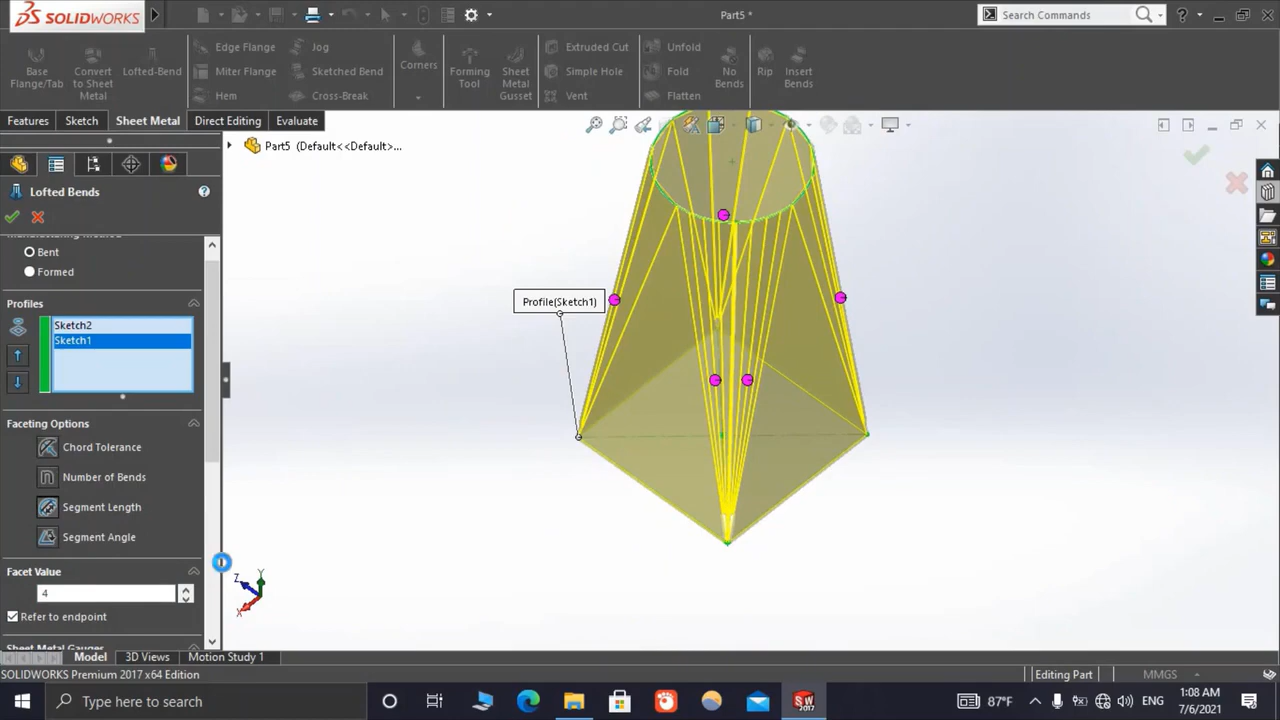 SOLIDWORKS
Part5 *
Search Commands
?
Base Flange/Tab
Convert to Sheet Metal
Lofted-Bend
Edge Flange
Miter Flange
Hem
Jog
Sketched Bend
Cross-Break
Corners
Forming Tool
Sheet Metal Gusset
Extruded Cut
Simple Hole
Vent
Unfold
Fold
Flatten
No Bends
Rip
Insert Bends
Features
Sketch
Sheet Metal
Direct Editing
Evaluate
Part5 (Default<<Default>...
Lofted Bends
?
Bent
Formed
Profiles
Sketch2
Sketch1
Profile(Sketch1)
Faceting Options
Chord Tolerance
Number of Bends
Segment Length
Segment Angle
Facet Value
4
Refer to endpoint
Y
Z
X
Model
3D Views
Motion Study 1
SOLIDWORKS Premium 2017 x64 Edition
Editing Part
MMGS
Type here to search
SW
2017
87°F
ENG
1:08 AM
7/6/2021